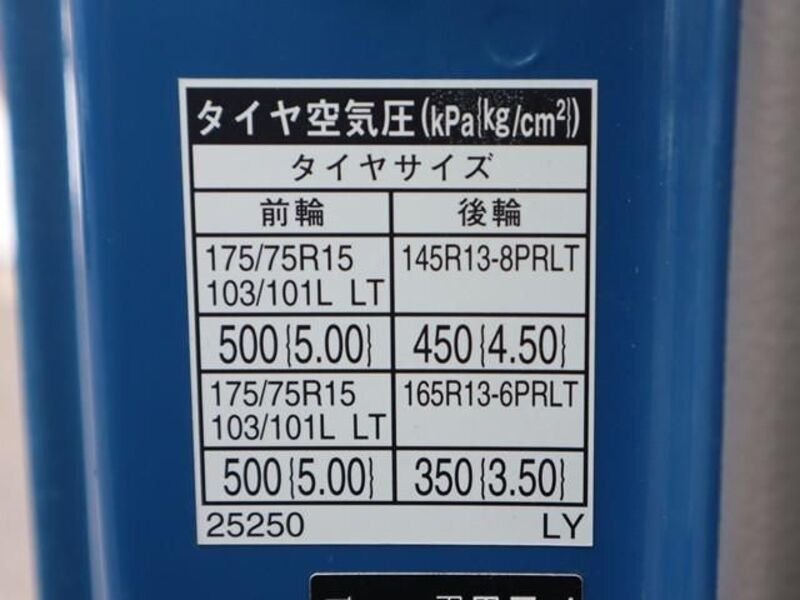 タイヤ空気圧(kPa{kg/cm²})
タイヤサイズ
前輪 後輪
175/75R15 145R13-8PRLT
103/101L LT
500{5.00} 450{4.50}
175/75R15 165R13-6PRLT
103/101L LT
500{5.00} 350{3.50}
25250 LY